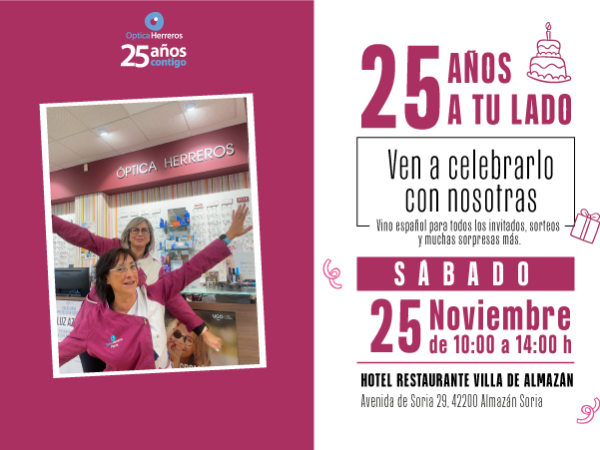 Optica Herreros
25 años
contigo
ÓPTICA HERREROS
25 AÑOS
A TU LADO
Ven a celebrarlo
con nosotras
Vino español para todos los invitados, sorteos
y muchas sorpresas más.
SÁBADO
25 Noviembre
de 10:00 a 14:00 h
HOTEL RESTAURANTE VILLA DE ALMAZÁN
Avenida de Soria 29, 42200 Almazán Soria